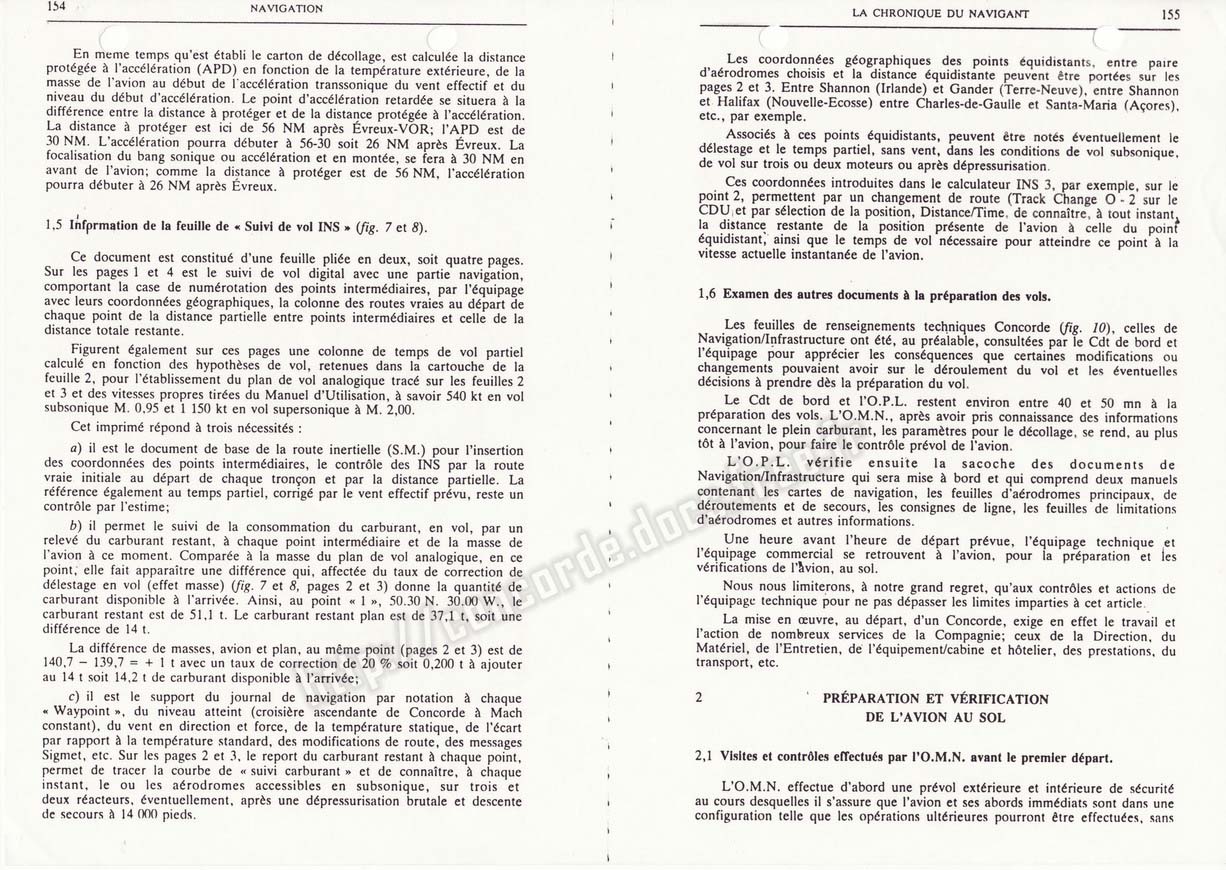 154
NAVIGATION
En meme temps qu'est établi le carton de décollage, est calculée la distance
protégée à l'accélération (APD) en fonction de la température extérieure, de la
masse de l'avion au début de l'accélération transsonique du vent effectif et du
niveau du début d'accélération. Le point d'accélération retardée se situera à la
différence entre la distance à protéger et de la distance protégée à l'accélération.
La distance à protéger est ici de 56 NM après Évreux-VOR; l'APD est de
30 NM. L'accélération pourra débuter à 56-30 soit 26 NM après Évreux. La
focalisation du bang sonique ou accélération et en montée, se fera à 30 NM en
avant de l'avion; comme la distance à protéger est de 56 NM, l'accélération
pourra débuter à 26 NM après Évreux.
1,5 Infprmation de la feuille de « Suivi de vol INS » (fig. 7 et 8).
Ce document est constitué d'une feuille pliée en deux, soit quatre pages.
Sur les pages 1 et 4 est le suivi de vol digital avec une partie navigation,
comportant la case de numérotation des points intermédiaires, par l'équipage
avec leurs coordonnées géographiques, la colonne des routes vraies au départ de
chaque point de la distance partielle entre points intermédiaires et celle de la
distance totale restante.
Figurent également sur ces pages une colonne de temps de vol partiel
calculé en fonction des hypothèses de vol, retenues dans la cartouche de la
feuille 2, pour l'établissement du plan de vol analogique tracé sur les feuilles 2
et 3 et des vitesses propres tirées du Manuel d'Utilisation, à savoir 540 kt en vol
subsonique M. 0,95 et 1 150 kt en vol supersonique à M. 2,00.
Cet imprimé répond à trois nécessités :
a) il est le document de base de la route inertielle (S.M.) pour l'insertion
des coordonnées des points intermédiaires, le contrôle des INS par la route
vraie initiale au départ de chaque tronçon et par la distance partielle. La
référence également au temps partiel, corrigé par le vent effectif prévu, reste un
contrôle par l'estime;
b) il permet le suivi de la consommation du carburant, en vol, par un
relevé du carburant restant, à chaque point intermédiaire et de la masse de
l'avion à ce moment. Comparée à la masse du plan de vol analogique, en ce
point, elle fait apparaître une différence qui, affectée du taux de correction de
délestage en vol (effet masse) (fig. 7 et 8, pages 2 et 3) donne la quantité de
carburant disponible à l'arrivée. Ainsi, au point « 1 », 50.30 N. 30.00 W., le
carburant restant est de 51,1 t. Le carburant restant plan est de 37,1 t, soit une
différence de 14 t.
La différence de masses, avion et plan, au même point (pages 2 et 3) est de
140,7 – 139,7 = + 1 t avec un taux de correction de 20 % soit 0,200 t à ajouter
au 14 t soit 14,2 t de carburant disponible à l'arrivée;
c) il est le support du journal de navigation par notation à chaque
« Waypoint », du niveau atteint (croisière ascendante de Concorde à Mach
constant), du vent en direction et force, de la température statique, de l'écart
par rapport à la température standard, des modifications de route, des messages
Sigmet, etc. Sur les pages 2 et 3, le report du carburant restant à chaque point,
permet de tracer la courbe de « suivi carburant » et de connaître, à chaque
instant, le ou les aérodromes accessibles en subsonique, sur trois et
deux réacteurs, éventuellement, après une dépressurisation brutale et descente
de secours à 14 000 pieds.
LA CHRONIQUE DU NAVIGANT
155
Les coordonnées géographiques des points équidistants, entre paire
d'aérodromes choisis et la distance équidistante peuvent être portées sur les
pages 2 et 3. Entre Shannon (Irlande) et Gander (Terre-Neuve), entre Shannon
et Halifax (Nouvelle-Ecosse) entre Charles-de-Gaulle et Santa-Maria (Açores),
etc., par exemple.
Associés à ces points équidistants, peuvent être notés éventuellement le
délestage et le temps partiel, sans vent, dans les conditions de vol subsonique,
de vol sur trois ou deux moteurs ou après dépressurisation.
Ces coordonnées introduites dans le calculateur INS 3, par exemple, sur le
point 2, permettent par un changement de route (Track Change O - 2 sur le
CDU et par sélection de la position, Distance/Time, de connaître, à tout instant,
la distance restante de la position présente de l'avion à celle du point
équidistant, ainsi que le temps de vol nécessaire pour atteindre ce point à la
vitesse actuelle instantanée de l'avion.
1,6 Examen des autres documents à la préparation des vols.
Les feuilles de renseignements techniques Concorde (fig. 10), celles de
Navigation/Infrastructure ont été, au préalable, consultées par le Cdt de bord et
l'équipage pour apprécier les conséquences que certaines modifications ou
changements pouvaient avoir sur le déroulement du vol et les éventuelles
décisions à prendre dès la préparation du vol.
Le Cdt de bord et l'O.P.L. restent environ entre 40 et 50 mn à la
préparation des vols. L'O.M.N., après avoir pris connaissance des informations
concernant le plein carburant, les paramètres pour le décollage, se rend, au plus
tôt à l'avion, pour faire le contrôle prévol de l'avion.
L'O.P.L. vérifie ensuite la sacoche des documents de
Navigation/Infrastructure qui sera mise à bord et qui comprend deux manuels
contenant les cartes de navigation, les feuilles d'aérodromes principaux, de
déroutements et de secours, les consignes de ligne, les feuilles de limitations
d'aérodromes et autres informations.
Une heure avant l'heure de départ prévue, l'équipage technique et
l'équipage commercial se retrouvent à l'avion, pour la préparation et les
vérifications de l'avion, au sol.
Nous nous limiterons, à notre grand regret, qu'aux contrôles et actions de
l'équipage technique pour ne pas dépasser les limites imparties à cet article.
La mise en œuvre, au départ, d'un Concorde, exige en effet le travail et
l'action de nombreux services de la Compagnie; ceux de la Direction, du
Matériel, de l'Entretien, de l'équipement/cabine et hôtelier, des prestations, du
transport, etc.
2 PRÉPARATION ET VÉRIFICATION
DE L'AVION AU SOL
2,1 Visites et contrôles effectués par l'O.M.N. avant le premier départ.
L'O.M.N. effectue d'abord une prévol extérieure et intérieure de sécurité
au cours desquelles il s'assure que l'avion et ses abords immédiats sont dans une
configuration telle que les opérations ultérieures pourront être effectuées, sans